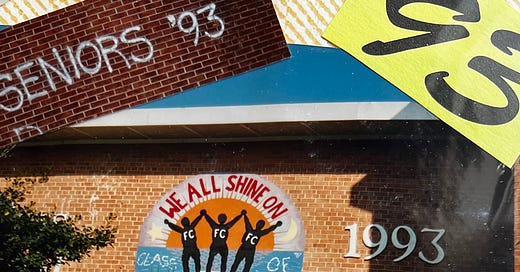 SENIORS '93
93
WE ALL SHINE ON
FC FC FC
CLASS OF
1993